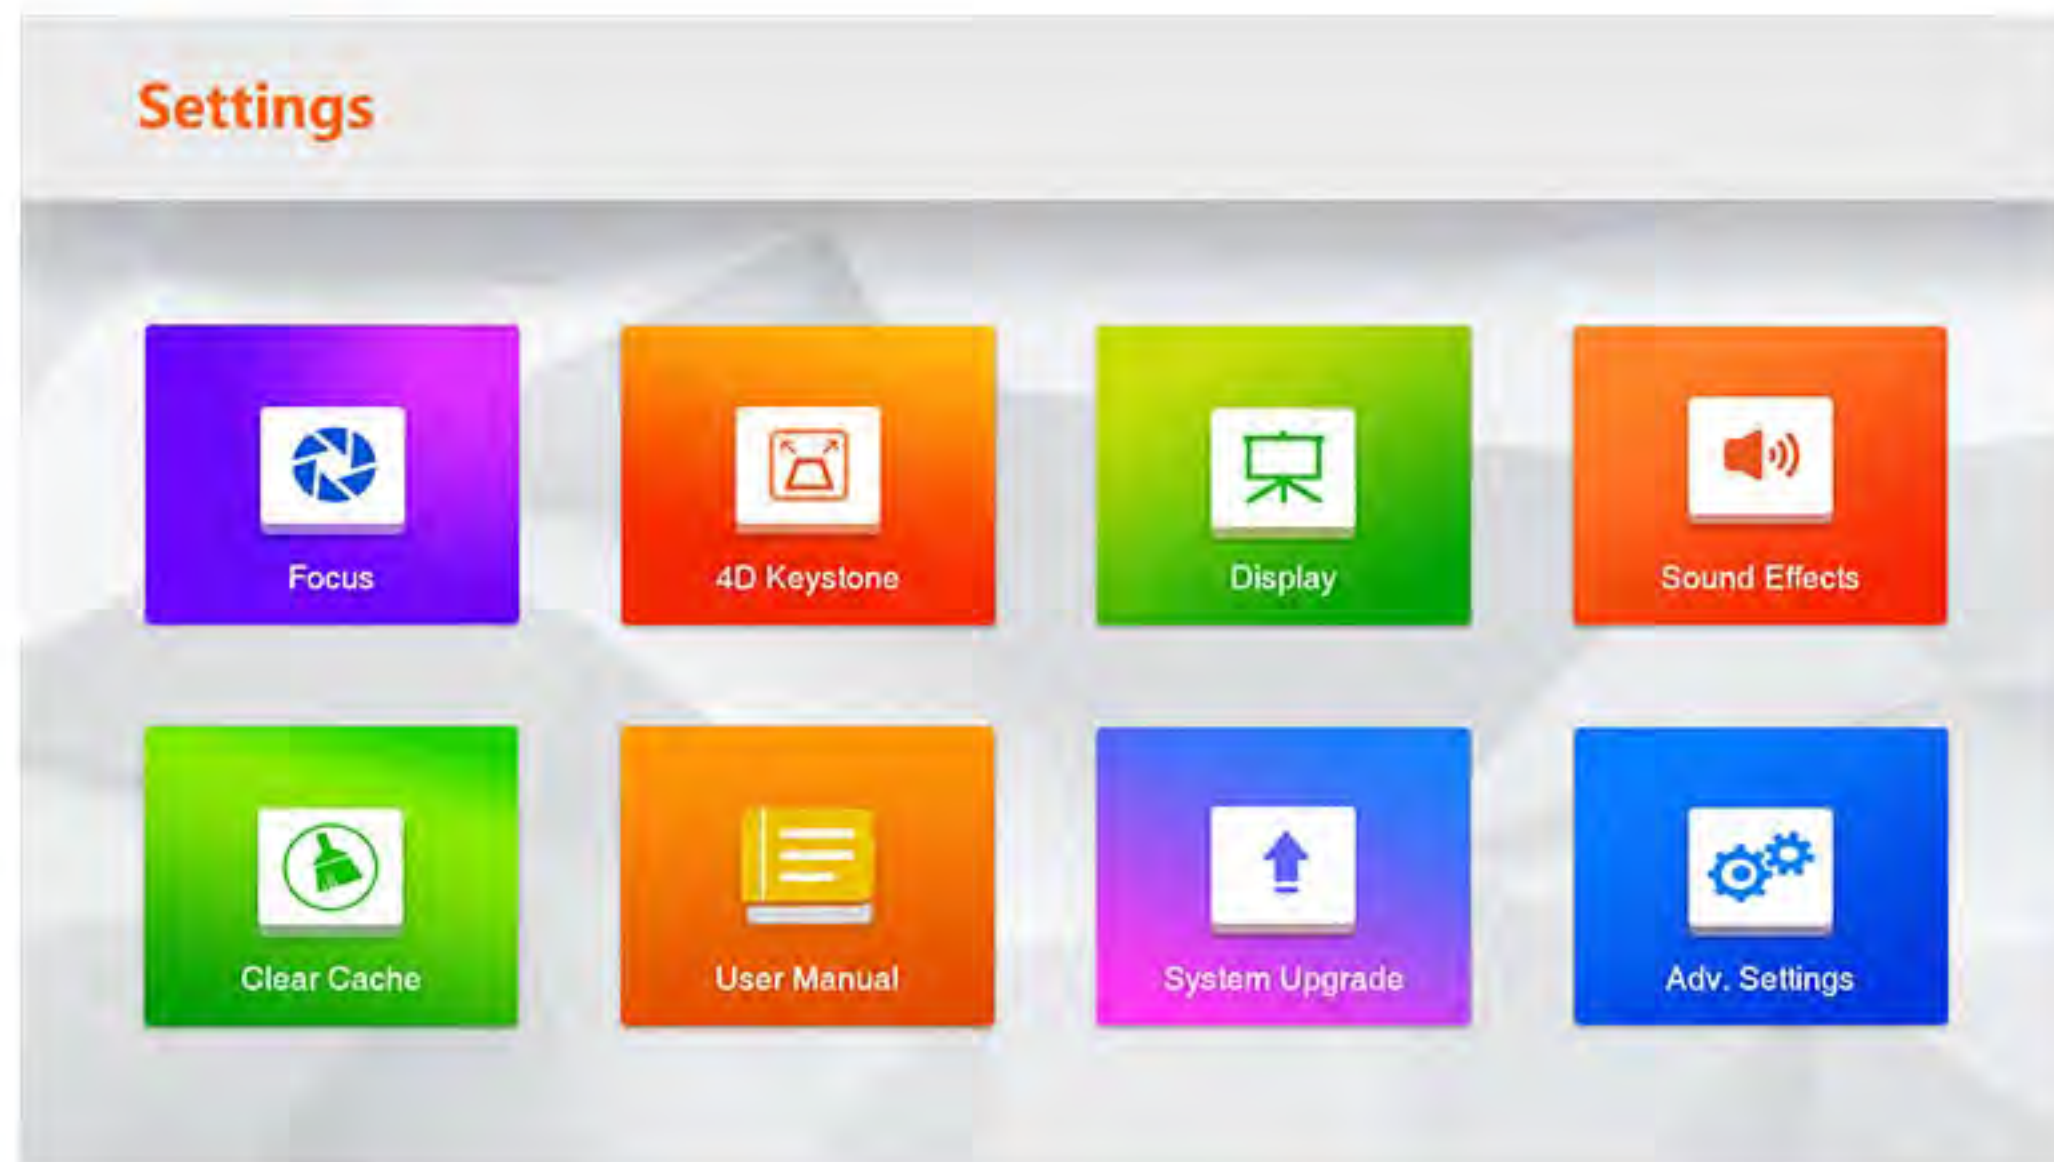 Settings
Focus
4D Keystone
Display
Sound Effects
Clear Cache
User Manual
System Upgrade
Adv. Settings